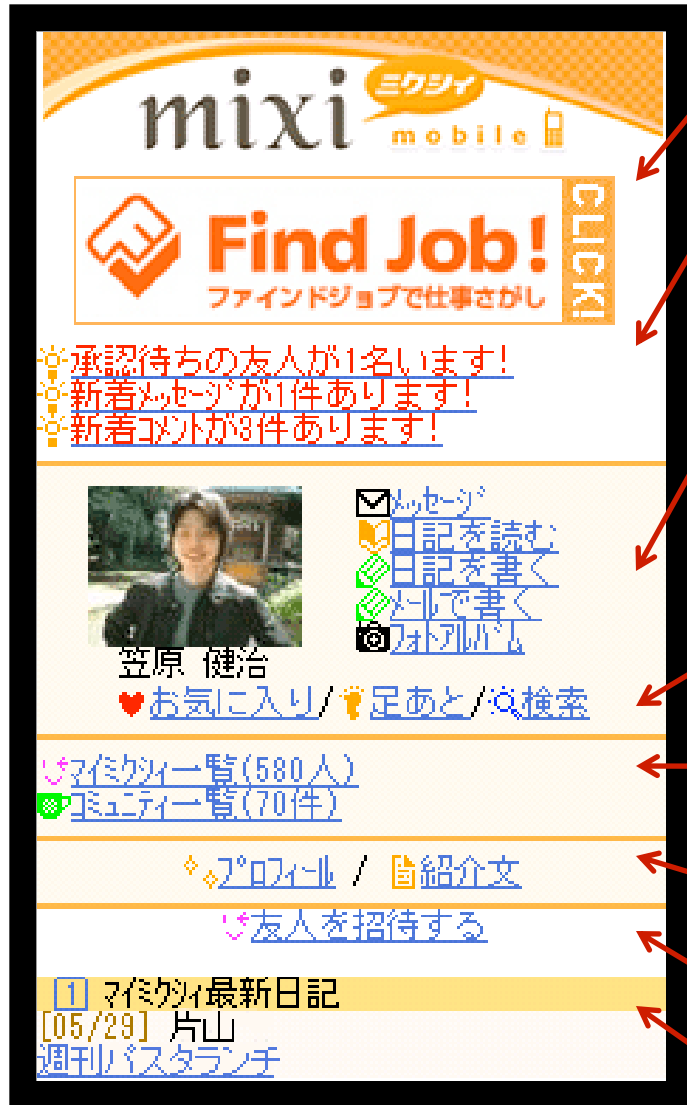 mixi ミクシィ
mobile
Find Job!
ファインドジョブで仕事さがし
CLICK!
承認待ちの友人が1名います!
新着ﾒｯｾｰｼﾞが1件あります!
新着ｺﾒﾝﾄが3件あります!
ﾒｯｾｰｼﾞ
日記を読む
日記を書く
ﾒｰﾙで書く
ﾌｫﾄｱﾙﾊﾞﾑ
笠原 健治
お気に入り/足あと/検索
ﾏｲﾐｸｼｨ一覧(580人)
ｺﾐｭﾆﾃｨ一覧(70件)
ﾌﾟﾛﾌｨｰﾙ / 紹介文
友人を招待する
1 ﾏｲﾐｸｼｨ最新日記
[05/29] 片山
週刊パスタランチ